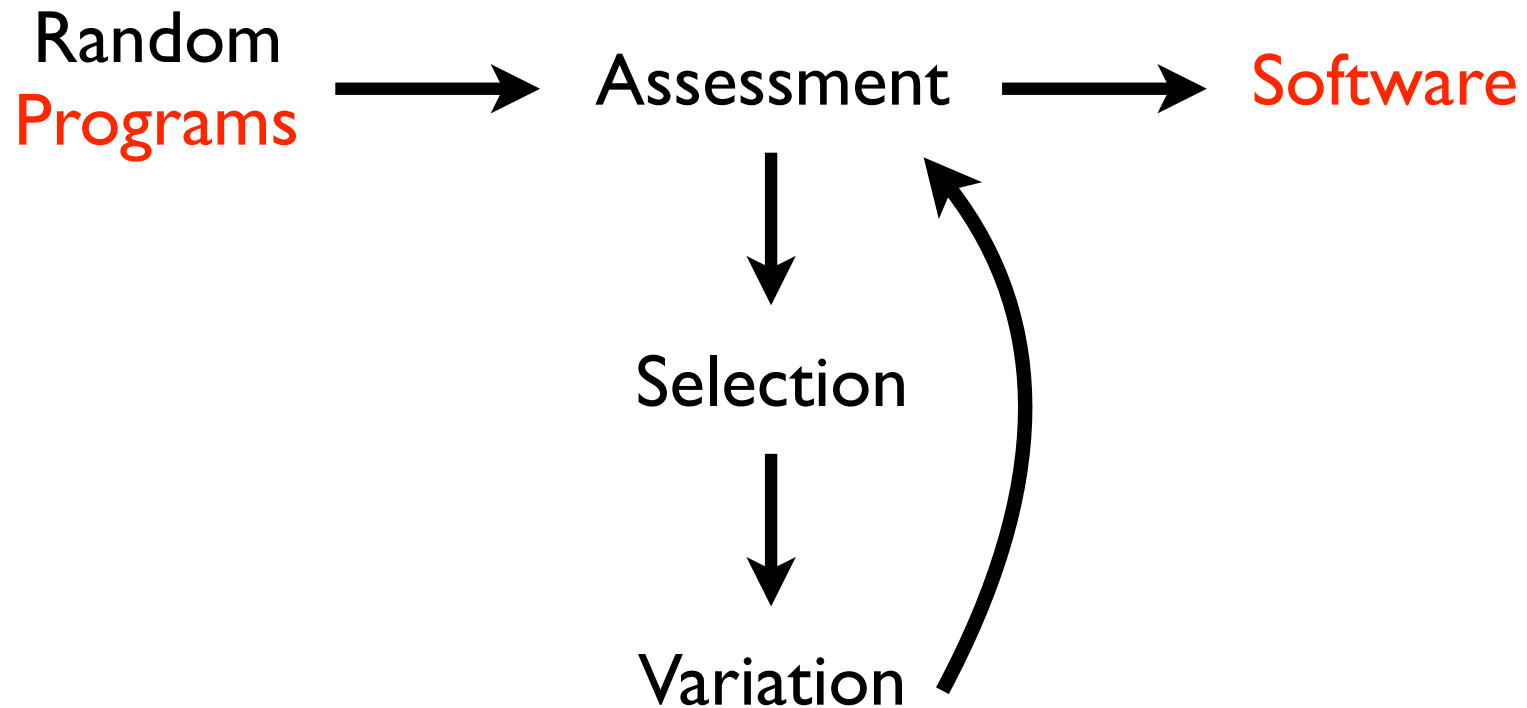 Random
Programs
Assessment
Software
Selection
Variation